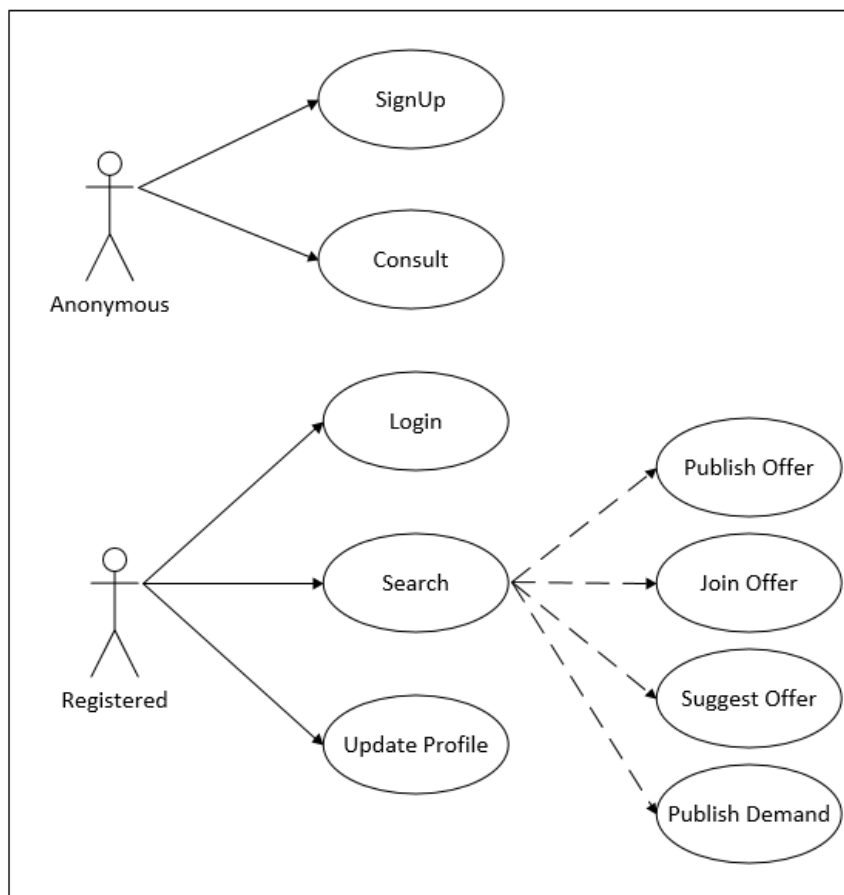 SignUp
Consult
Anonymous
Login
Publish Offer
Search
Join Offer
Registered
Suggest Offer
Update Profile
Publish Demand